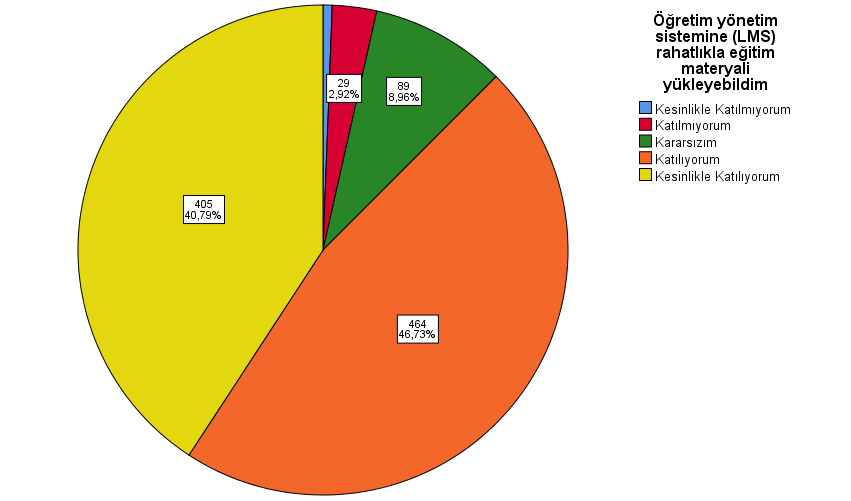 Öğretim yönetim
sistemine (LMS)
rahatlıkla eğitim
materyali
yükleyebildim
Kesinlikle Katılmıyorum
Katılmıyorum
Kararsızım
Katılıyorum
Kesinlikle Katılıyorum
29
2,92%
89
8,96%
405
40,79%
464
46,73%